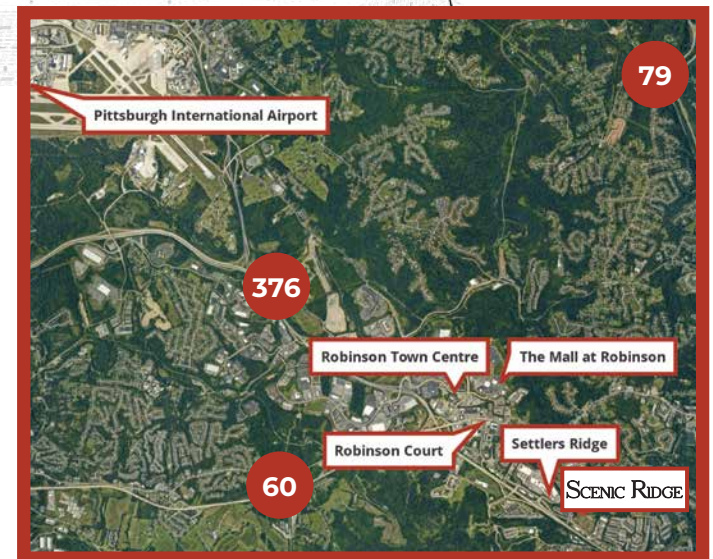 79
Pittsburgh International Airport
376
Robinson Town Centre
The Mall at Robinson
Robinson Court
Settlers Ridge
60
SCENIC RIDGE